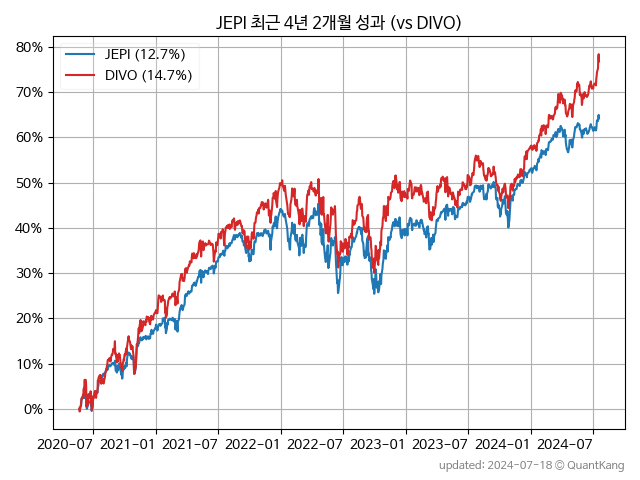 JEPI 최근 4년 2개월 성과 (vs DIVO)
JEPI (12.7%)
DIVO (14.7%)
80%
70%
60%
50%
40%
30%
20%
10%
0%
2020-07 2021-01 2021-07 2022-01 2022-07 2023-01 2023-07 2024-01 2024-07
updated: 2024-07-18 © QuantKang